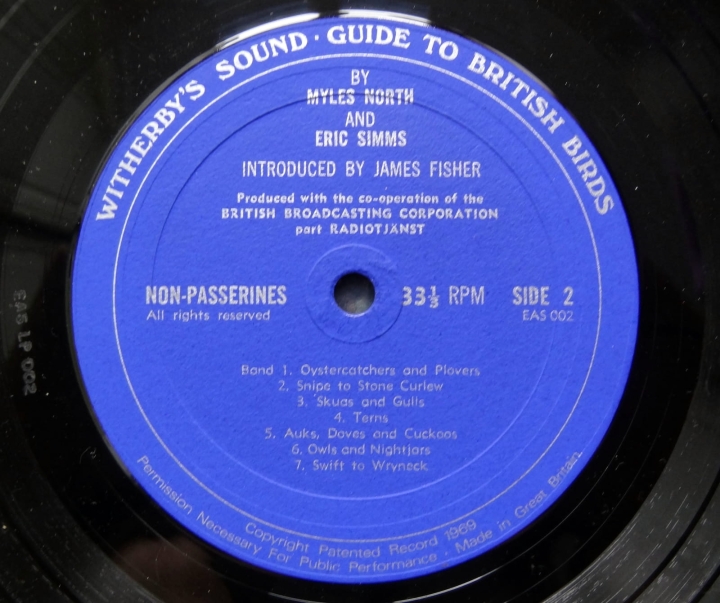 WITHERBY'S SOUND · GUIDE TO BRITISH BIRDS
BY
MYLES NORTH
AND
ERIC SIMMS
INTRODUCED BY JAMES FISHER
Produced with the co-operation of the
BRITISH BROADCASTING CORPORATION
part RADIOTJÄNST
NON-PASSERINES
33⅓ RPM
SIDE 2
All rights reserved
EAS 002
Band 1. Oystercatchers and Plovers
2. Snipe to Stone Curlew
3. Skuas and Gulls
4. Terns
5. Auks, Doves and Cuckoos
6. Owls and Nightjars
7. Swift to Wryneck
Copyright Patented Record 1969
Permission Necessary For Public Performance · Made in Great Britain
EAS LP 002